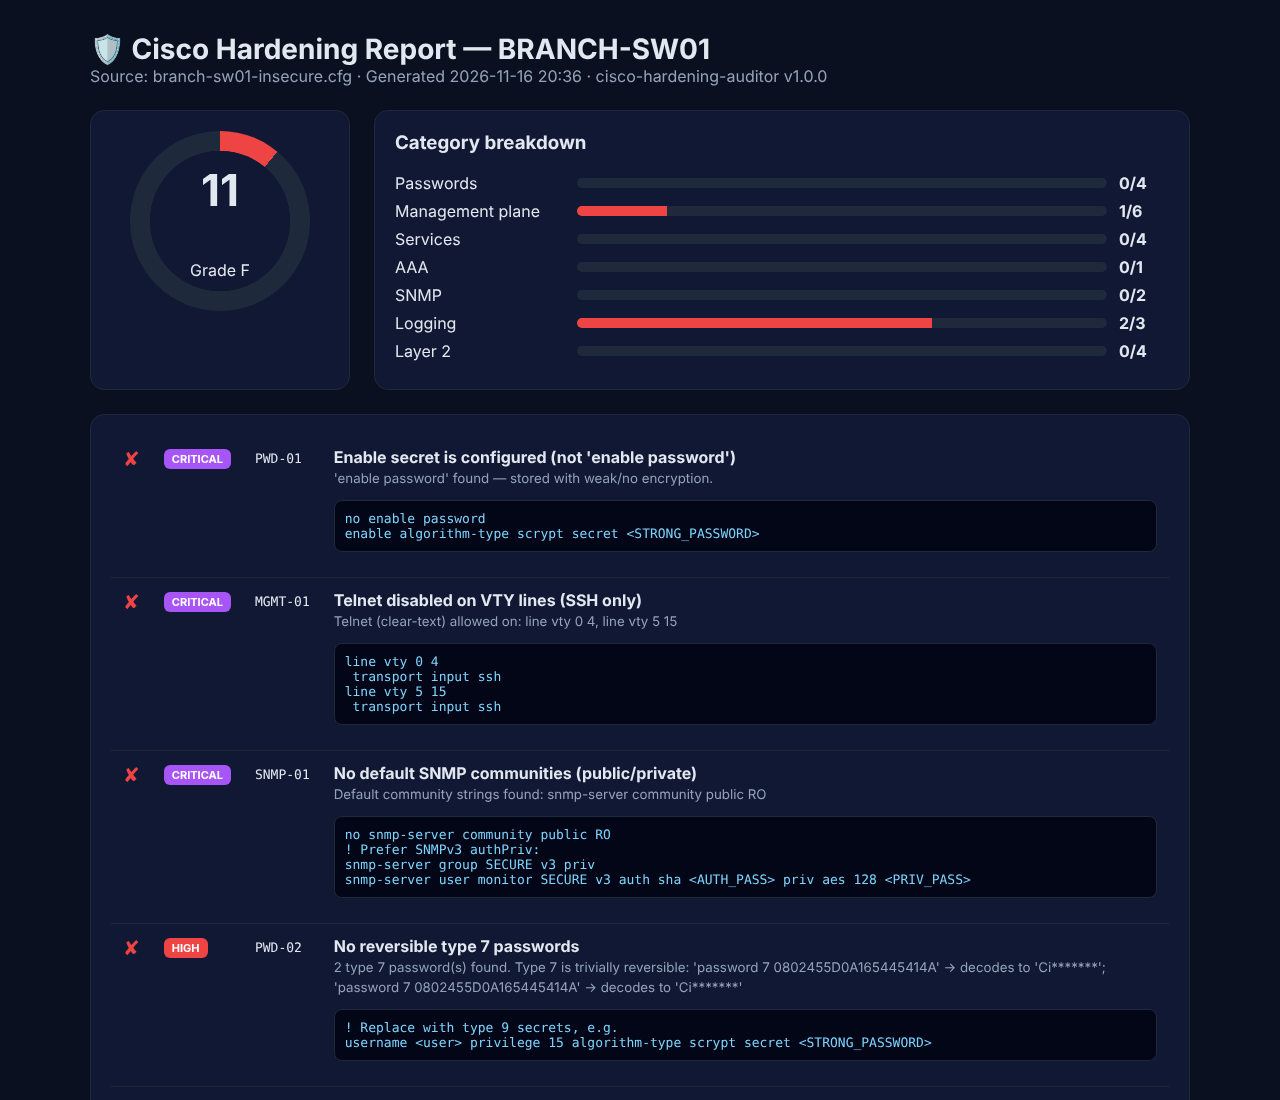 🛡️ Cisco Hardening Report — BRANCH-SW01
Source: branch-sw01-insecure.cfg · Generated 2026-11-16 20:36 · cisco-hardening-auditor v1.0.0
11
Grade F
Category breakdown
Passwords 0/4
Management plane 1/6
Services 0/4
AAA 0/1
SNMP 0/2
Logging 2/3
Layer 2 0/4
✘ CRITICAL PWD-01 Enable secret is configured (not 'enable password')
'enable password' found — stored with weak/no encryption.
no enable password
enable algorithm-type scrypt secret <STRONG_PASSWORD>
✘ CRITICAL MGMT-01 Telnet disabled on VTY lines (SSH only)
Telnet (clear-text) allowed on: line vty 0 4, line vty 5 15
line vty 0 4
 transport input ssh
line vty 5 15
 transport input ssh
✘ CRITICAL SNMP-01 No default SNMP communities (public/private)
Default community strings found: snmp-server community public RO
no snmp-server community public RO
! Prefer SNMPv3 authPriv:
snmp-server group SECURE v3 priv
snmp-server user monitor SECURE v3 auth sha <AUTH_PASS> priv aes 128 <PRIV_PASS>
✘ HIGH PWD-02 No reversible type 7 passwords
2 type 7 password(s) found. Type 7 is trivially reversible: 'password 7 0802455D0A165445414A' → decodes to 'Ci*******';
'password 7 0802455D0A165445414A' → decodes to 'Ci*******'
! Replace with type 9 secrets, e.g.
username <user> privilege 15 algorithm-type scrypt secret <STRONG_PASSWORD>